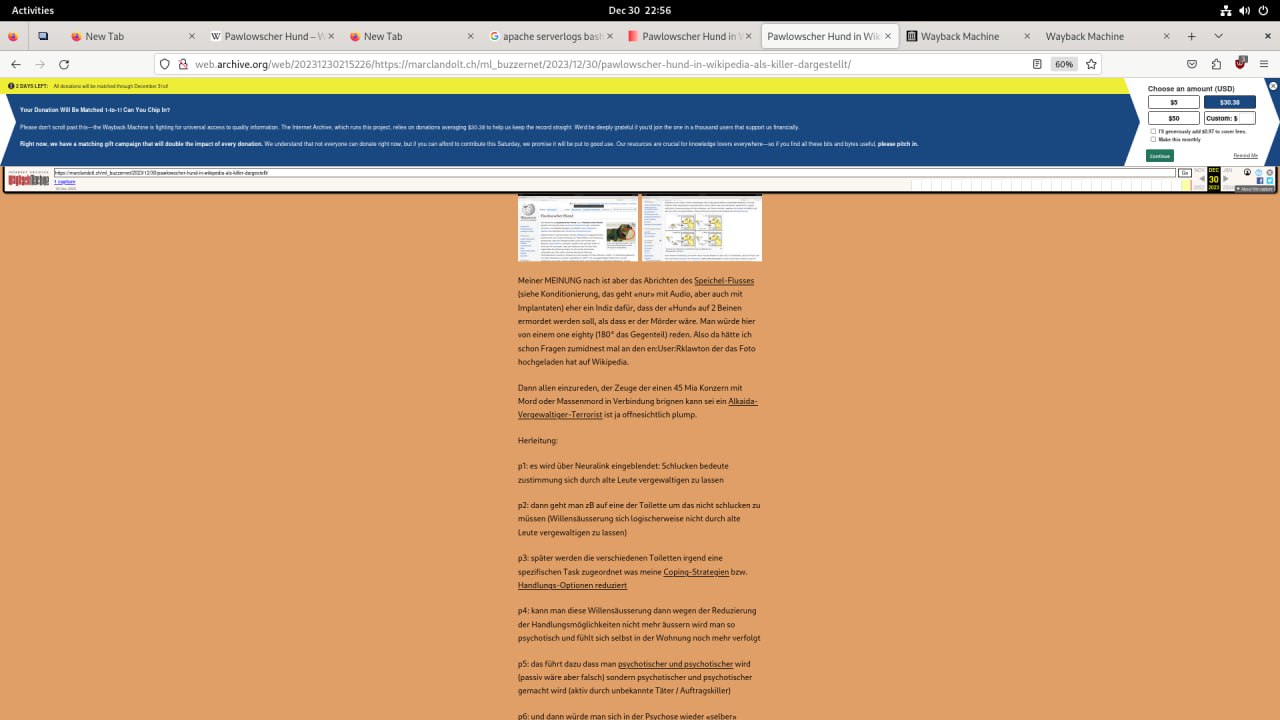 Activities
Dec 30 22:56
New Tab
Pawlowscher Hund – W
New Tab
apache serverlogs bash
Pawlowscher Hund in V
Pawlowscher Hund in Wik
Wayback Machine
Wayback Machine
web.archive.org/web/20231230215226/https://marclandolt.ch/ml_buzzernet/2023/12/30/pawlowscher-hund-in-wikipedia-als-killer-dargestellt/
60%
2 DAYS LEFT: All donations will be matched through December 31st!
Your Donation Will Be Matched 1-to-1! Can You Chip In?
Please don't scroll past this—the Wayback Machine is fighting for universal access to quality information. The Internet Archive, which runs this project, relies on donations averaging $30.38 to help us keep the record straight. We'd be deeply grateful if you'd join the one in a thousand users that support us financially.
Right now, we have a matching gift campaign that will double the impact of every donation. We understand that not everyone can donate right now, but if you can afford to contribute this Saturday, we promise it will be put to good use. Our resources are crucial for knowledge lovers everywhere—so if you find all these bits and bytes useful, please pitch in.
Choose an amount (USD)
$5
$30.38
$50
Custom: $
I'll generously add $0.97 to cover fees.
Make this monthly
Continue
Remind Me
INTERNET ARCHIVE
WayBackMachine
https://marclandolt.ch/ml_buzzernet/2023/12/30/pawlowscher-hund-in-wikipedia-als-killer-dargestellt/
Go
1 capture
30 Dec 2023
NOV
DEC
JAN
30
2023
About this capture
Pawlowscher Hund
Meiner MEINUNG nach ist aber das Abrichten des Speichel-Flusses
(siehe Konditionierung, das geht «nur» mit Audio, aber auch mit
Implantaten) eher ein Indiz dafür, dass der «Hund» auf 2 Beinen
ermordet werden soll, als dass er der Mörder wäre. Man würde hier
von einem one eighty (180° das Gegenteil) reden. Also da hätte ich
schon Fragen zumidnest mal an den en:User:Rklawton der das Foto
hochgeladen hat auf Wikipedia.
Dann allen einzureden, der Zeuge der einen 45 Mia Konzern mit
Mord oder Massenmord in Verbindung brignen kann sei ein Alkaida-
Vergewaltiger-Terrorist ist ja offnesichtlich plump.
Herleitung:
p1: es wird über Neuralink eingeblendet: Schlucken bedeute
zustimmung sich durch alte Leute vergewaltigen zu lassen
p2: dann geht man zB auf eine der Toilette um das nicht schlucken zu
müssen (Willensäusserung sich logischerweise nicht durch alte
Leute vergewaltigen zu lassen)
p3: später werden die verschiedenen Toiletten irgend eine
spezifischen Task zugeordnet was meine Coping-Strategien bzw.
Handlungs-Optionen reduziert
p4: kann man diese Willensäusserung dann wegen der Reduzierung
der Handlungsmöglichkeiten nicht mehr äussern wird man so
psychotisch und fühlt sich selbst in der Wohnung noch mehr verfolgt
p5: das führt dazu dass man psychotischer und psychotischer wird
(passiv wäre aber falsch) sondern psychotischer und psychotischer
gemacht wird (aktiv durch unbekannte Täter / Auftragskiller)
p6: und dann würde man sich in der Psychose wieder «selber»